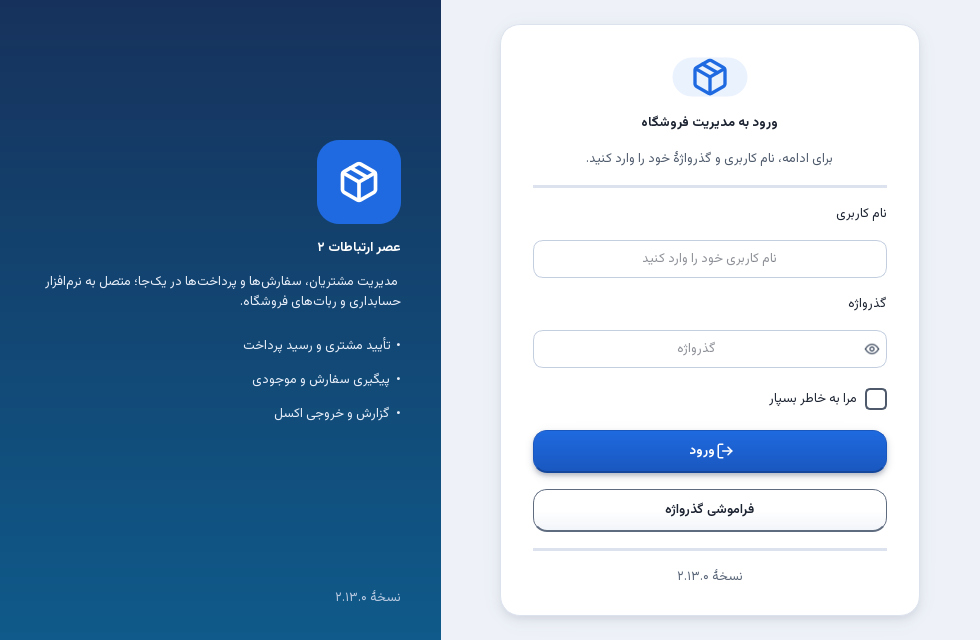 ورود به مدیریت فروشگاه
برای ادامه، نام کاربری و گذرواژهٔ خود را وارد کنید.
نام کاربری
نام کاربری خود را وارد کنید
گذرواژه
گذرواژه
مرا به خاطر بسپار
ورود
فراموشی گذرواژه
نسخهٔ ۲.۱۳.۰
عصر ارتباطات ۲
مدیریت مشتریان، سفارش‌ها و پرداخت‌ها در یک‌جا؛ متصل به نرم‌افزار
حسابداری و ربات‌های فروشگاه.
• تأیید مشتری و رسید پرداخت
• پیگیری سفارش و موجودی
• گزارش و خروجی اکسل
نسخهٔ ۲.۱۳.۰